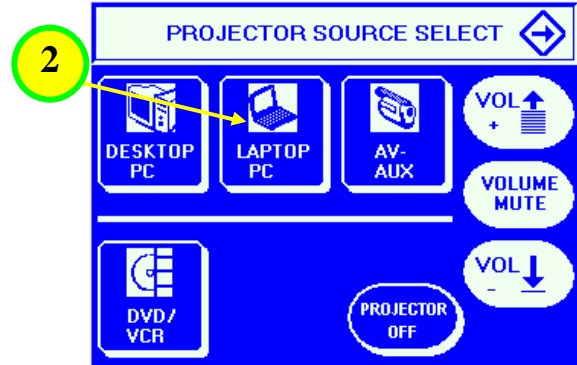 PROJECTOR SOURCE SELECT
2
DESKTOP
PC
LAPTOP
PC
AV-
AUX
VOL
+
VOLUME
MUTE
VOL
-
DVD/
VCR
PROJECTOR
OFF